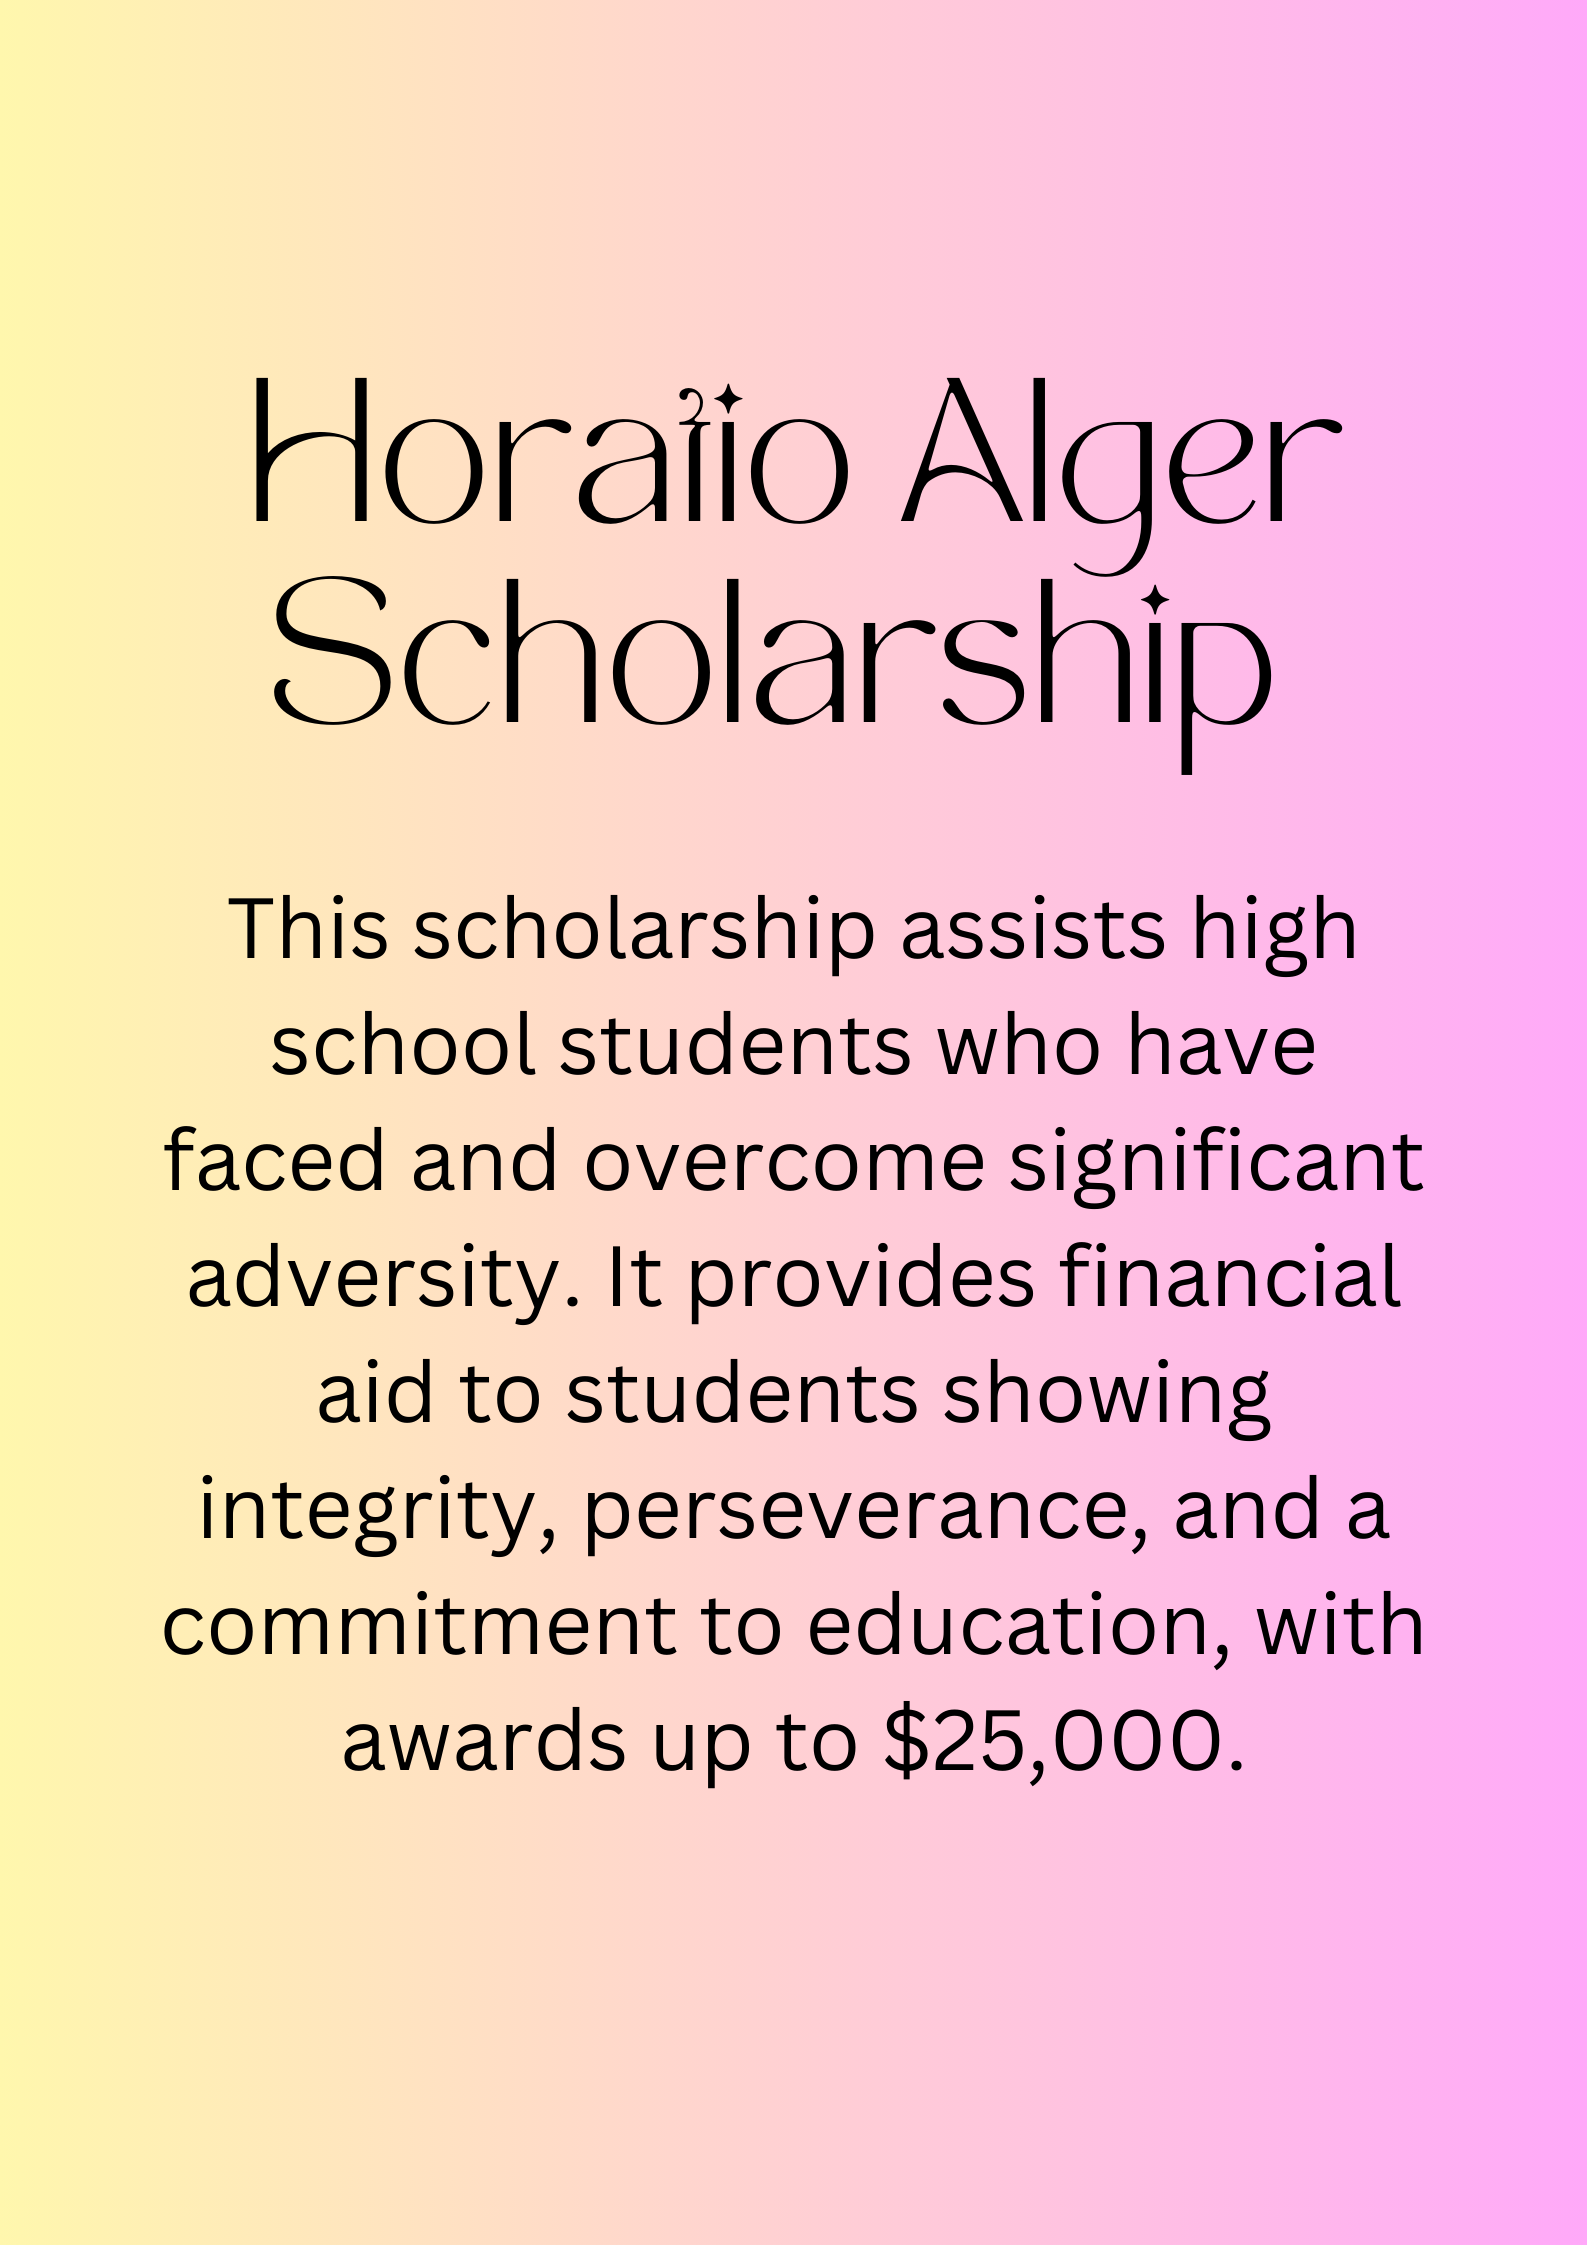 Horatio Alger
Scholarship
This scholarship assists high
school students who have
faced and overcome significant
adversity. It provides financial
aid to students showing
integrity, perseverance, and a
commitment to education, with
awards up to $25,000.